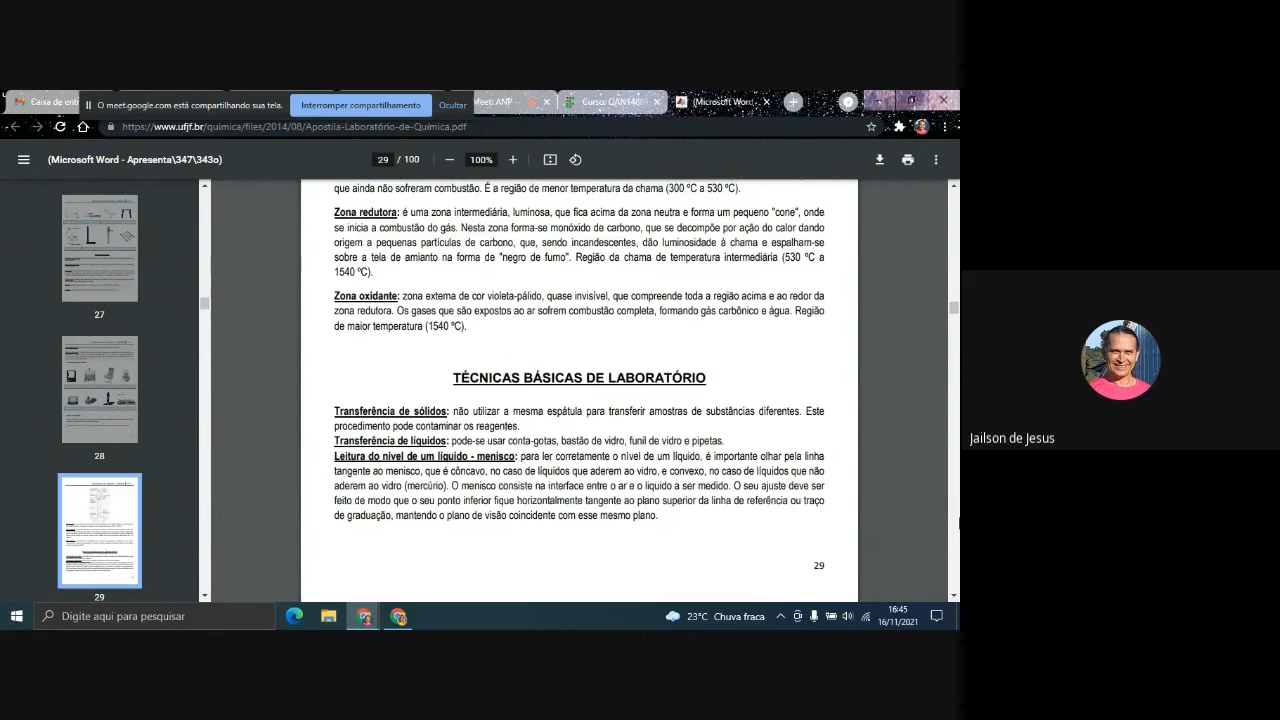 Caixa de entr
O meet.google.com está compartilhando sua tela.
Interromper compartilhamento
Ocultar
Meet: ANP
Curso: QAN1488
(Microsoft Word
https://www.ufjf.br/quimica/files/2014/08/Apostila-Laboratório-de-Química.pdf
(Microsoft Word - Apresenta\347\343o)
29 / 100
100%
27
28
29
que ainda não sofreram combustão. É a região de menor temperatura da chama (300 ºC a 530 ºC).
Zona redutora: é uma zona intermediária, luminosa, que fica acima da zona neutra e forma um pequeno "cone", onde
se inicia a combustão do gás. Nesta zona forma-se monóxido de carbono, que se decompõe por ação do calor dando
origem a pequenas partículas de carbono, que, sendo incandescentes, dão luminosidade à chama e espalham-se
sobre a tela de amianto na forma de "negro de fumo". Região da chama de temperatura intermediária (530 ºC a
1540 ºC).
Zona oxidante: zona externa de cor violeta-pálido, quase invisível, que compreende toda a região acima e ao redor da
zona redutora. Os gases que são expostos ao ar sofrem combustão completa, formando gás carbônico e água. Região
de maior temperatura (1540 ºC).
TÉCNICAS BÁSICAS DE LABORATÓRIO
Transferência de sólidos: não utilizar a mesma espátula para transferir amostras de substâncias diferentes. Este
procedimento pode contaminar os reagentes.
Transferência de líquidos: pode-se usar conta-gotas, bastão de vidro, funil de vidro e pipetas.
Leitura do nível de um líquido - menisco: para ler corretamente o nível de um líquido, é importante olhar pela linha
tangente ao menisco, que é côncavo, no caso de líquidos que aderem ao vidro, e convexo, no caso de líquidos que não
aderem ao vidro (mercúrio). O menisco consiste na interface entre o ar e o liquido a ser medido. O seu ajuste deve ser
feito de modo que o seu ponto inferior fique horizontalmente tangente ao plano superior da linha de referência ou traço
de graduação, mantendo o plano de visão coincidente com esse mesmo plano.
29
Jailson de Jesus
Digite aqui para pesquisar
23°C Chuva fraca
16:45
16/11/2021